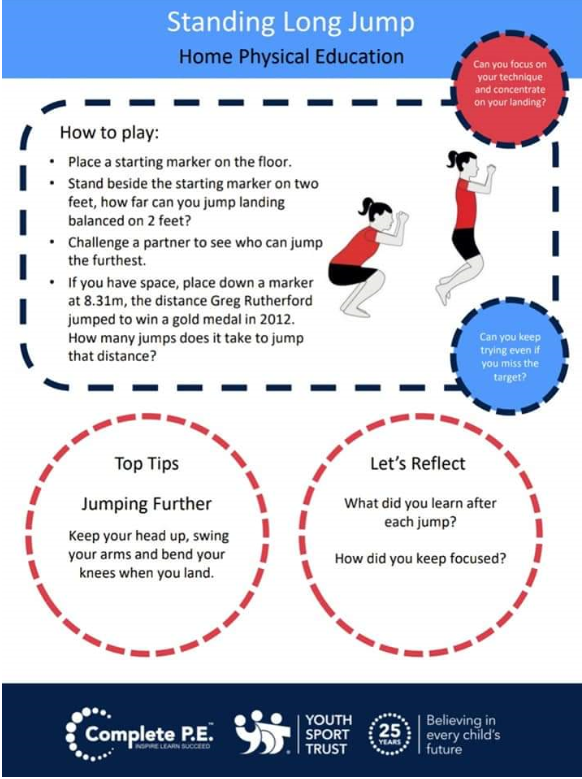 Standing Long Jump
Home Physical Education
Can you focus on
your technique
and concentrate
on your landing?
How to play:
• Place a starting marker on the floor.
• Stand beside the starting marker on two
feet, how far can you jump landing
balanced on 2 feet?
• Challenge a partner to see who can jump
the furthest.
• If you have space, place down a marker
at 8.31m, the distance Greg Rutherford
jumped to win a gold medal in 2012.
How many jumps does it take to jump
that distance?
Can you keep
trying even if
you miss the
target?
Top Tips
Jumping Further
Keep your head up, swing
your arms and bend your
knees when you land.
Let's Reflect
What did you learn after
each jump?
How did you keep focused?
Complete P.E.™
INSPIRE LEARN SUCCEED
YOUTH
SPORT
TRUST
25
YEARS
Believing in
every child's
future